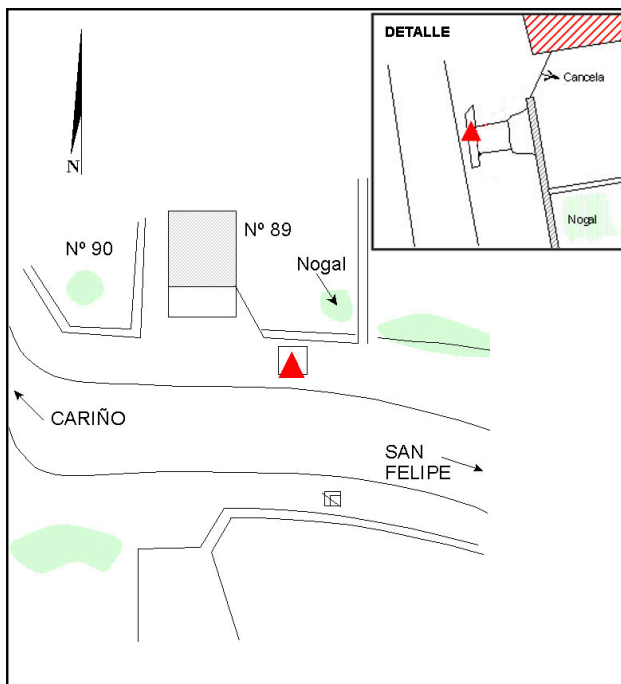 DETALLE
Cancela
Nogal
N
Nº 90
Nº 89
Nogal
CARIÑO
SAN
FELIPE